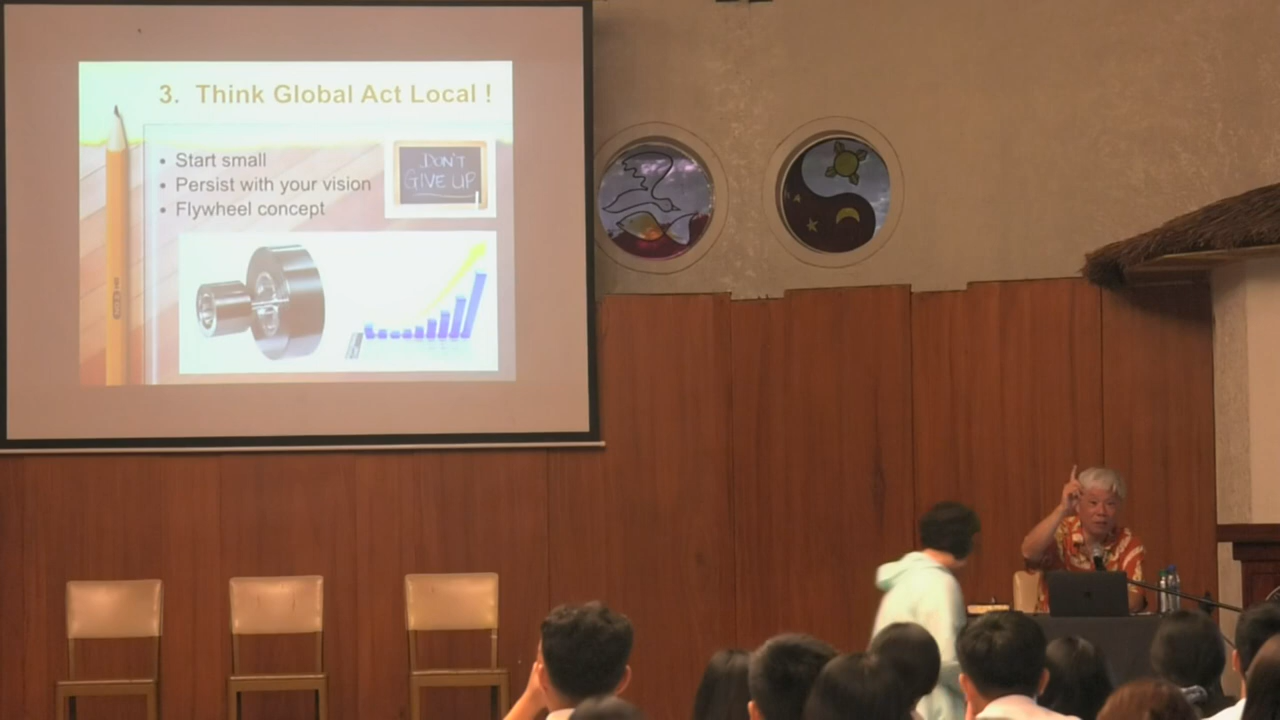 3. Think Global Act Local !
• Start small
• Persist with your vision
• Flywheel concept
DON'T
GIVE UP